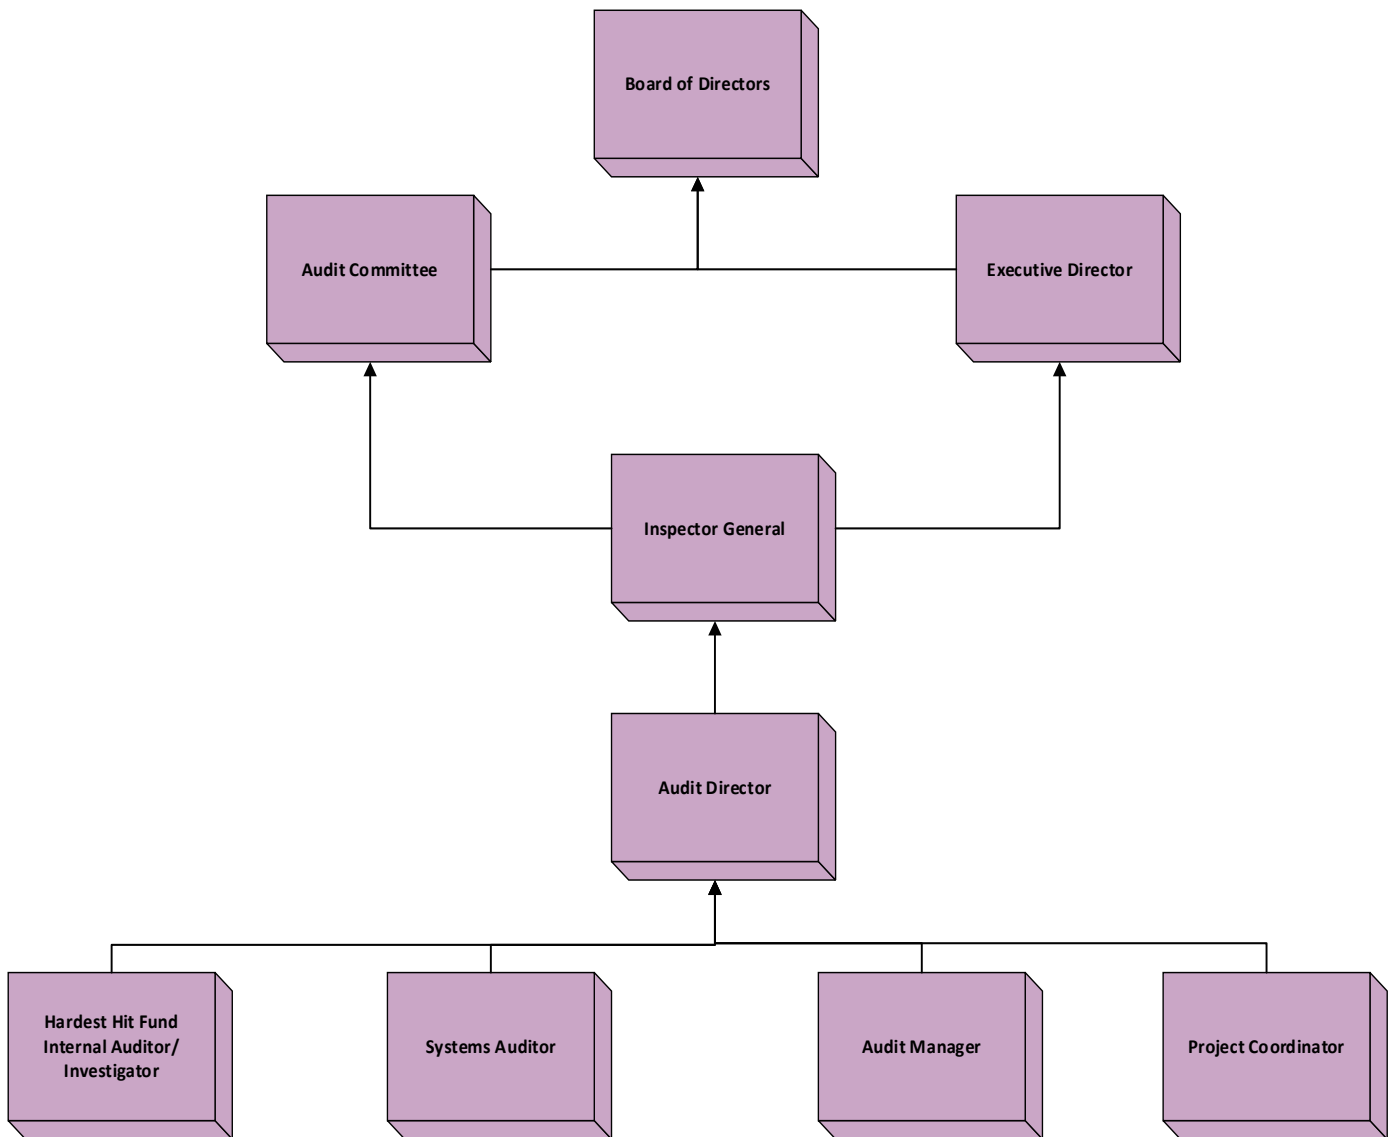 Board of Directors
Audit Committee
Executive Director
Inspector General
Audit Director
Hardest Hit Fund
Internal Auditor/
Investigator
Systems Auditor
Audit Manager
Project Coordinator